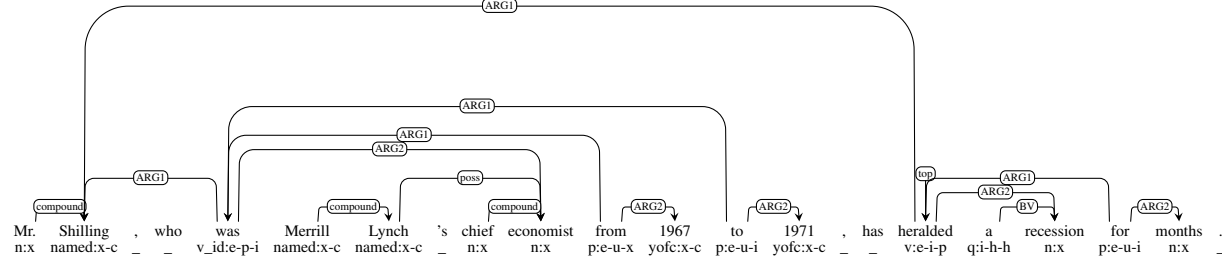 ARG1
ARG1
ARG1
ARG2
ARG1 poss top ARG1
ARG2
compound compound compound ARG2 ARG2 BV ARG2
Mr. Shilling , who was Merrill Lynch 's chief economist from 1967 to 1971 , has heralded a recession for months .
n:x named:x-c _ _ v_id:e-p-i named:x-c named:x-c _ n:x n:x p:e-u-x yofc:x-c p:e-u-i yofc:x-c _ _ v:e-i-p q:i-h-h n:x p:e-u-i n:x _